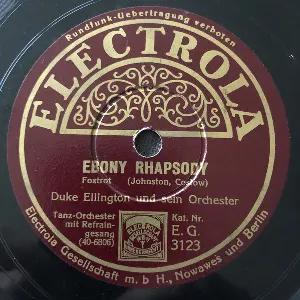 Rundfunk-Uebertragung verboten
ELECTROLA
EBONY RHAPSODY
Foxtrot (Johnston, Coslow)
Duke Ellington und sein Orchester
Tanz-Orchester
mit Refrain-
gesang
(40-6806)
ELECTROLA
Kat. Nr.
E. G.
3123
Electrola Gesellschaft m. b H., Nowawes und Berlin